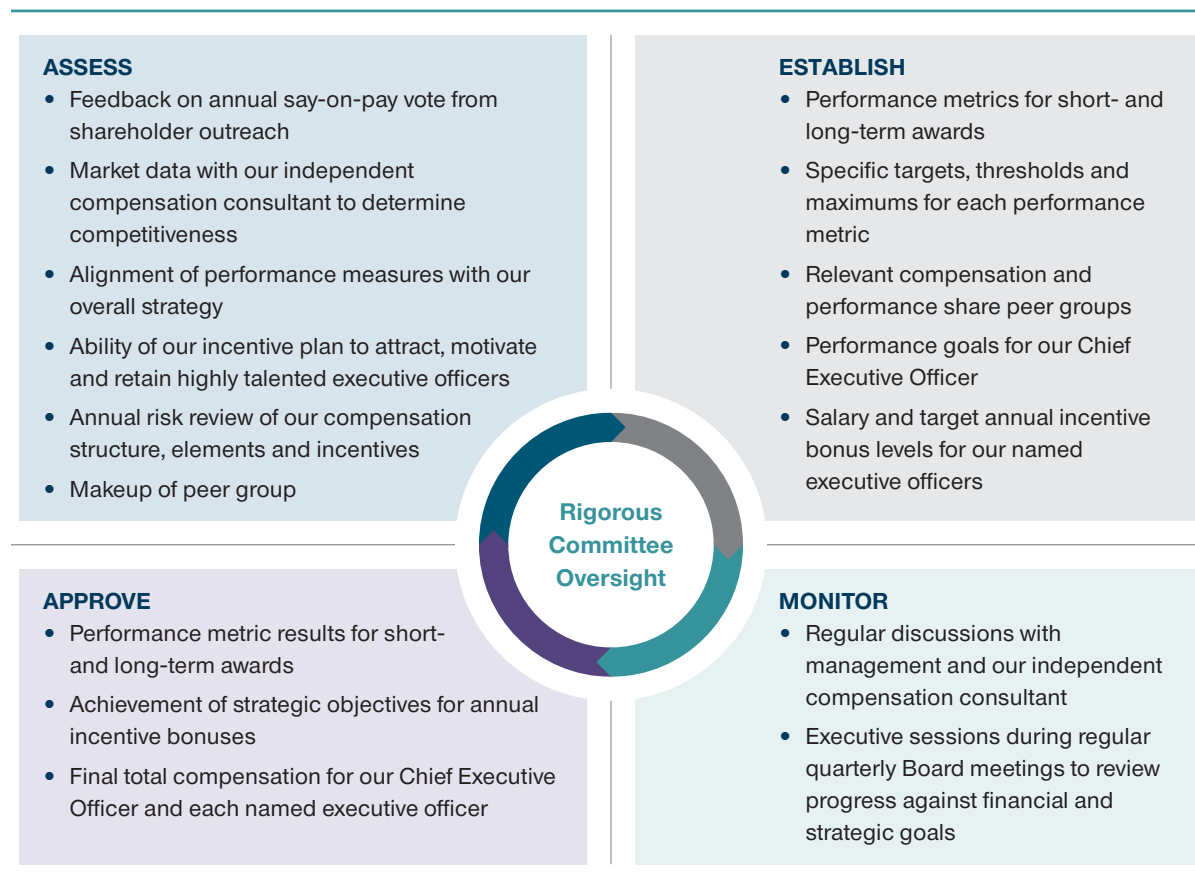 ASSESS
• Feedback on annual say-on-pay vote from
shareholder outreach
• Market data with our independent
compensation consultant to determine
competitiveness
• Alignment of performance measures with our
overall strategy
• Ability of our incentive plan to attract, motivate
and retain highly talented executive officers
• Annual risk review of our compensation
structure, elements and incentives
• Makeup of peer group
ESTABLISH
• Performance metrics for short- and
long-term awards
• Specific targets, thresholds and
maximums for each performance
metric
• Relevant compensation and
performance share peer groups
• Performance goals for our Chief
Executive Officer
• Salary and target annual incentive
bonus levels for our named
executive officers
Rigorous
Committee
Oversight
APPROVE
• Performance metric results for short-
and long-term awards
• Achievement of strategic objectives for annual
incentive bonuses
• Final total compensation for our Chief Executive
Officer and each named executive officer
MONITOR
• Regular discussions with
management and our independent
compensation consultant
• Executive sessions during regular
quarterly Board meetings to review
progress against financial and
strategic goals